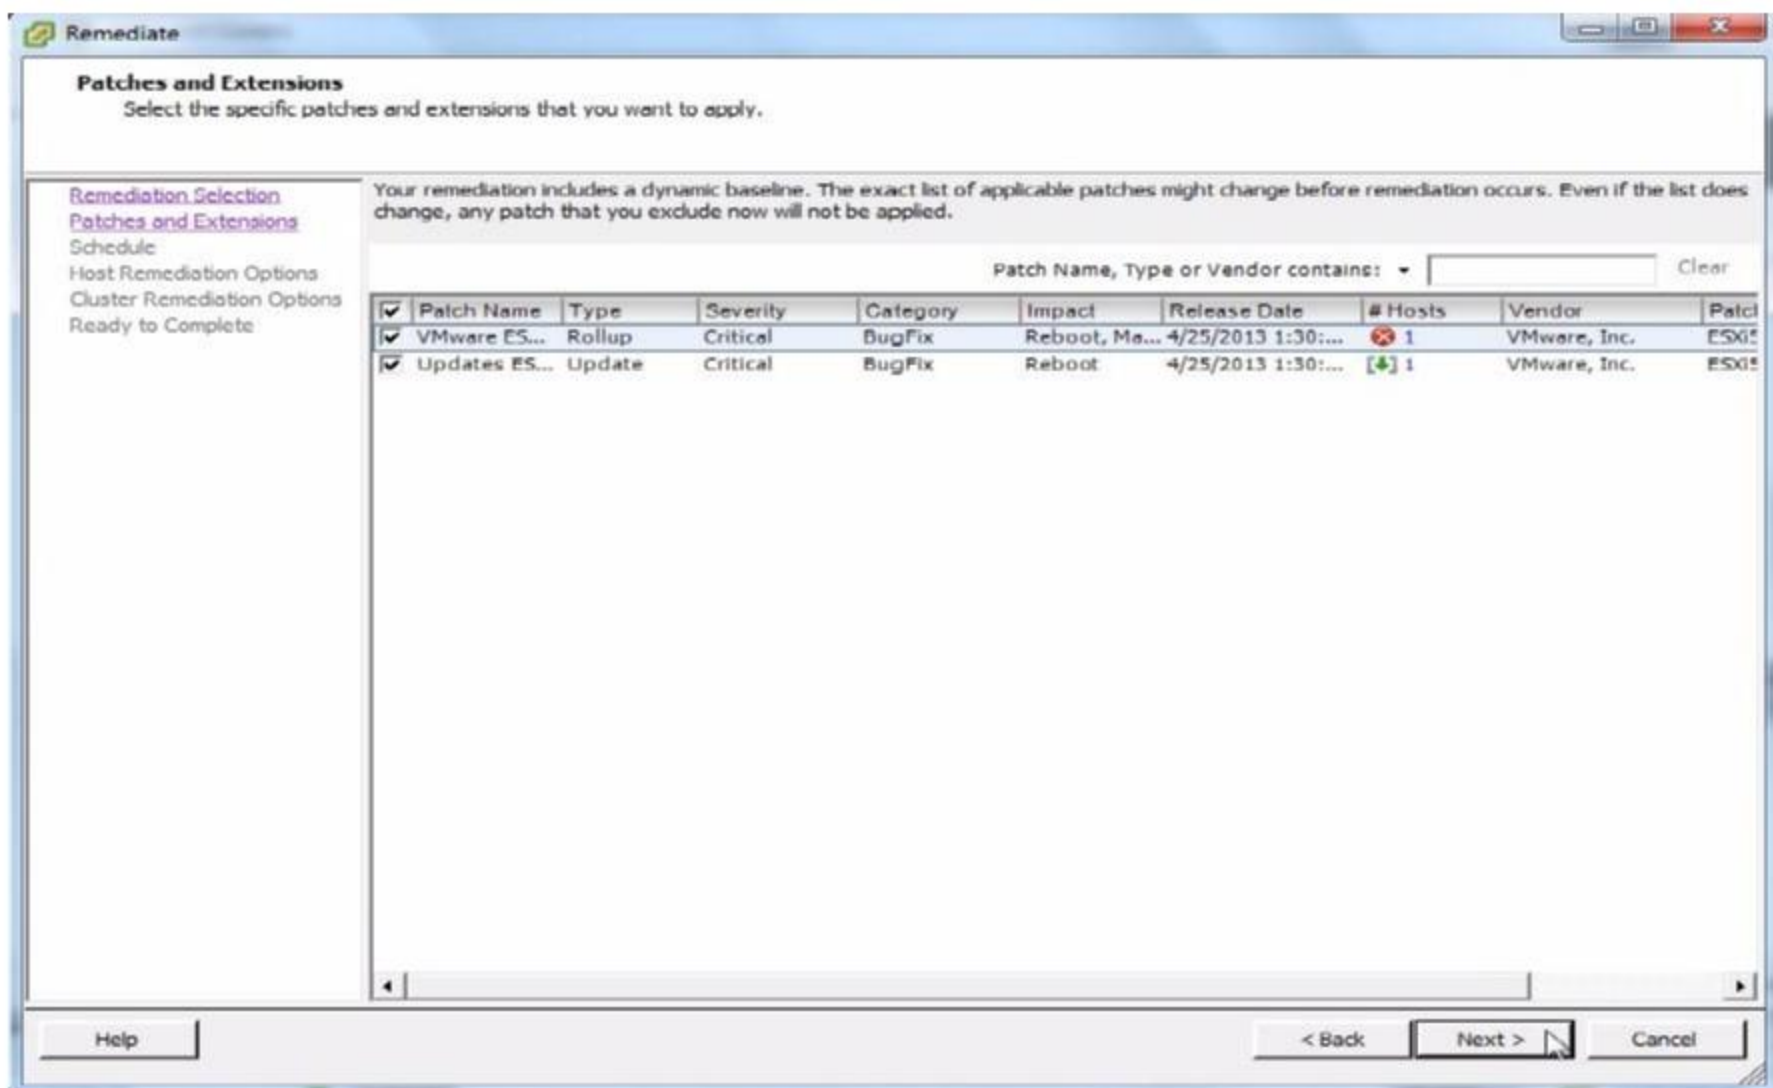 Remediate
Patches and Extensions
Select the specific patches and extensions that you want to apply.
Remediation Selection
Patches and Extensions
Schedule
Host Remediation Options
Cluster Remediation Options
Ready to Complete
Your remediation includes a dynamic baseline. The exact list of applicable patches might change before remediation occurs. Even if the list does
change, any patch that you exclude now will not be applied.
Patch Name, Type or Vendor contains: Clear
Patch Name Type Severity Category Impact Release Date # Hosts Vendor Patcl
VMware ES... Rollup Critical BugFix Reboot, Ma... 4/25/2013 1:30:... 1 VMware, Inc. ESXi5
Updates ES... Update Critical BugFix Reboot 4/25/2013 1:30:... 1 VMware, Inc. ESXi5
Help < Back Next > Cancel